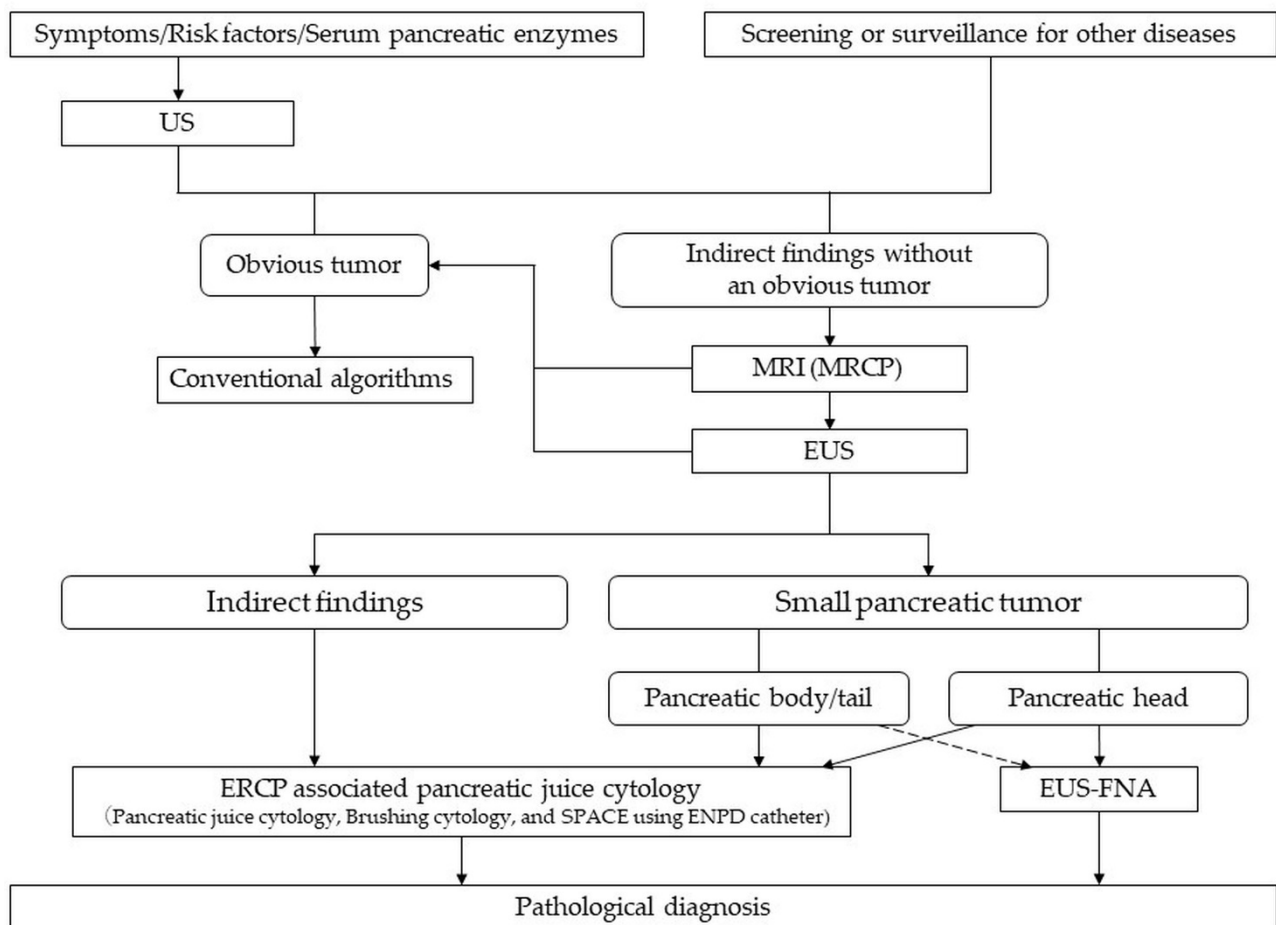 Symptoms/Risk factors/Serum pancreatic enzymes
Screening or surveillance for other diseases
US
Obvious tumor
Indirect findings without
an obvious tumor
Conventional algorithms
MRI (MRCP)
EUS
Indirect findings
Small pancreatic tumor
Pancreatic body/tail
Pancreatic head
ERCP associated pancreatic juice cytology
(Pancreatic juice cytology, Brushing cytology, and SPACE using ENPD catheter)
EUS-FNA
Pathological diagnosis